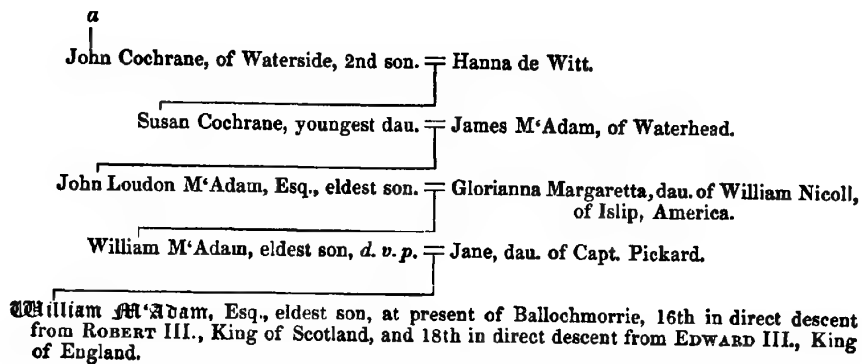 a
John Cochrane, of Waterside, 2nd son. = Hanna de Witt.
Susan Cochrane, youngest dau. = James M‘Adam, of Waterhead.
John Loudon M‘Adam, Esq., eldest son. = Glorianna Margaretta, dau. of William Nicoll,
of Islip, America.
William M‘Adam, eldest son, d. v. p. = Jane, dau. of Capt. Pickard.
William M‘Adam, Esq., eldest son, at present of Ballochmorrie, 16th in direct descent
from ROBERT III., King of Scotland, and 18th in direct descent from EDWARD III., King
of England.